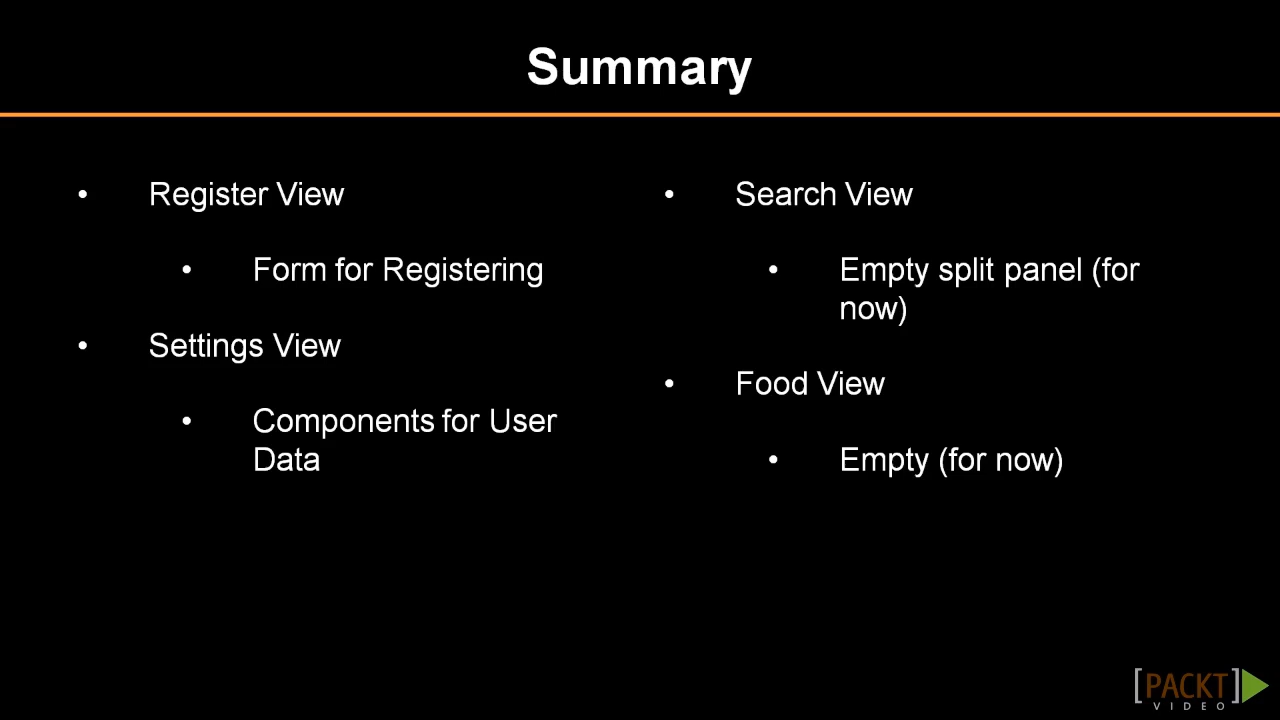 Summary
• Register View
• Form for Registering
• Settings View
• Components for User
Data
• Search View
• Empty split panel (for
now)
• Food View
• Empty (for now)
[PACKT]
VIDEO